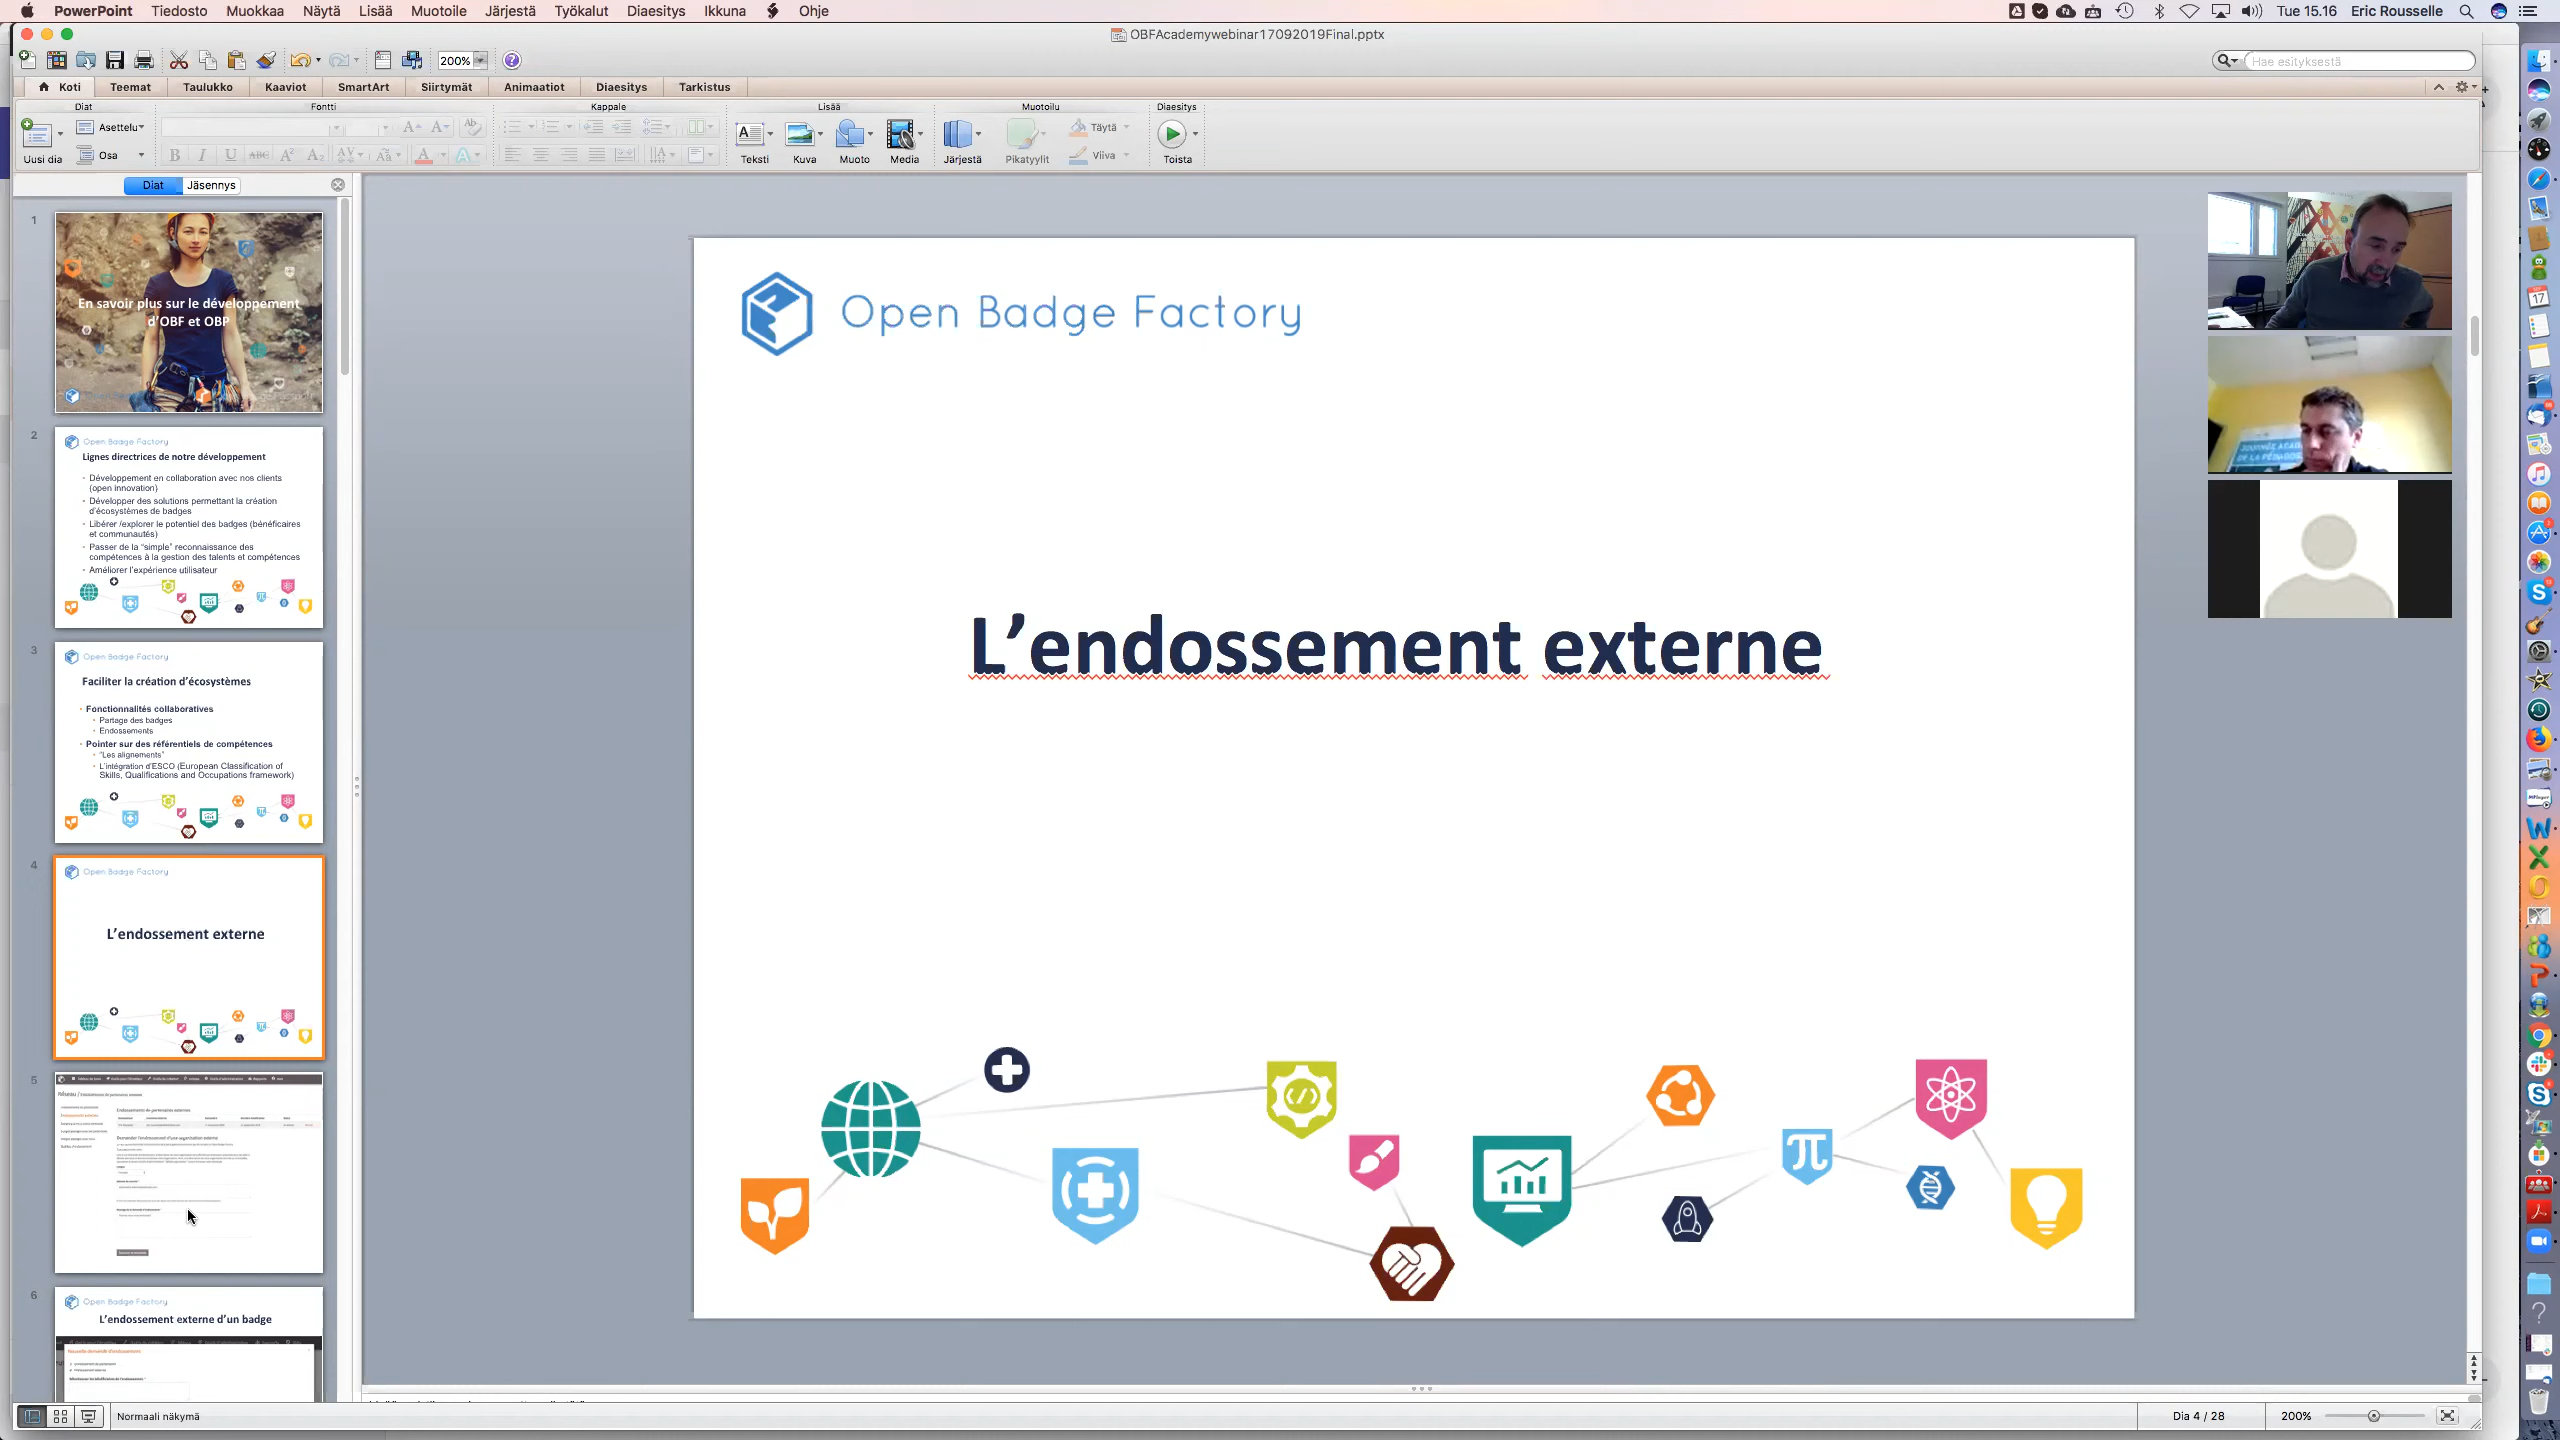 PowerPoint Tiedosto Muokkaa Näytä Lisää Muotoile Järjestä Työkalut Diaesitys Ikkuna Ohje
Tue 15.16 Eric Rousselle
OBFAcademywebinar17092019Final.pptx
200%
Hae esityksestä
Koti Teemat Taulukko Kaaviot SmartArt Siirtymät Animaatiot Diaesitys Tarkistus
Diat Fontti Kappale Lisää Muotoilu Diaesitys
Uusi dia
Asettelu
Osa
Teksti Kuva Muoto Media Järjestä Pikatyylit
Täytä
Viiva
Toista
Diat Jäsennys
1
En savoir plus sur le développement
d'OBF et OBP
2
Open Badge Factory
Lignes directrices de notre développement
Développement en collaboration avec nos clients
(open innovation)
Développer des solutions permettant la création
d'écosystèmes de badges
Libérer /explorer le potentiel des badges (bénéficaires
et communautés)
Passer de la "simple" reconnaissance des
compétences à la gestion des talents et compétences
Améliorer l'expérience utilisateur
3
Open Badge Factory
Faciliter la création d'écosystèmes
Fonctionnalités collaboratives
Partage des badges
Endossements
Pointer sur des référentiels de compétences
"Les alignements"
L'intégration d'ESCO (European Classification of
Skills, Qualifications and Occupations framework)
4
Open Badge Factory
L'endossement externe
5
6
Open Badge Factory
L'endossement externe d'un badge
Open Badge Factory
L'endossement externe
JOURNÉE ACAD
DE LA PÉDAGO
17
Normaali näkymä
Dia 4 / 28
200%